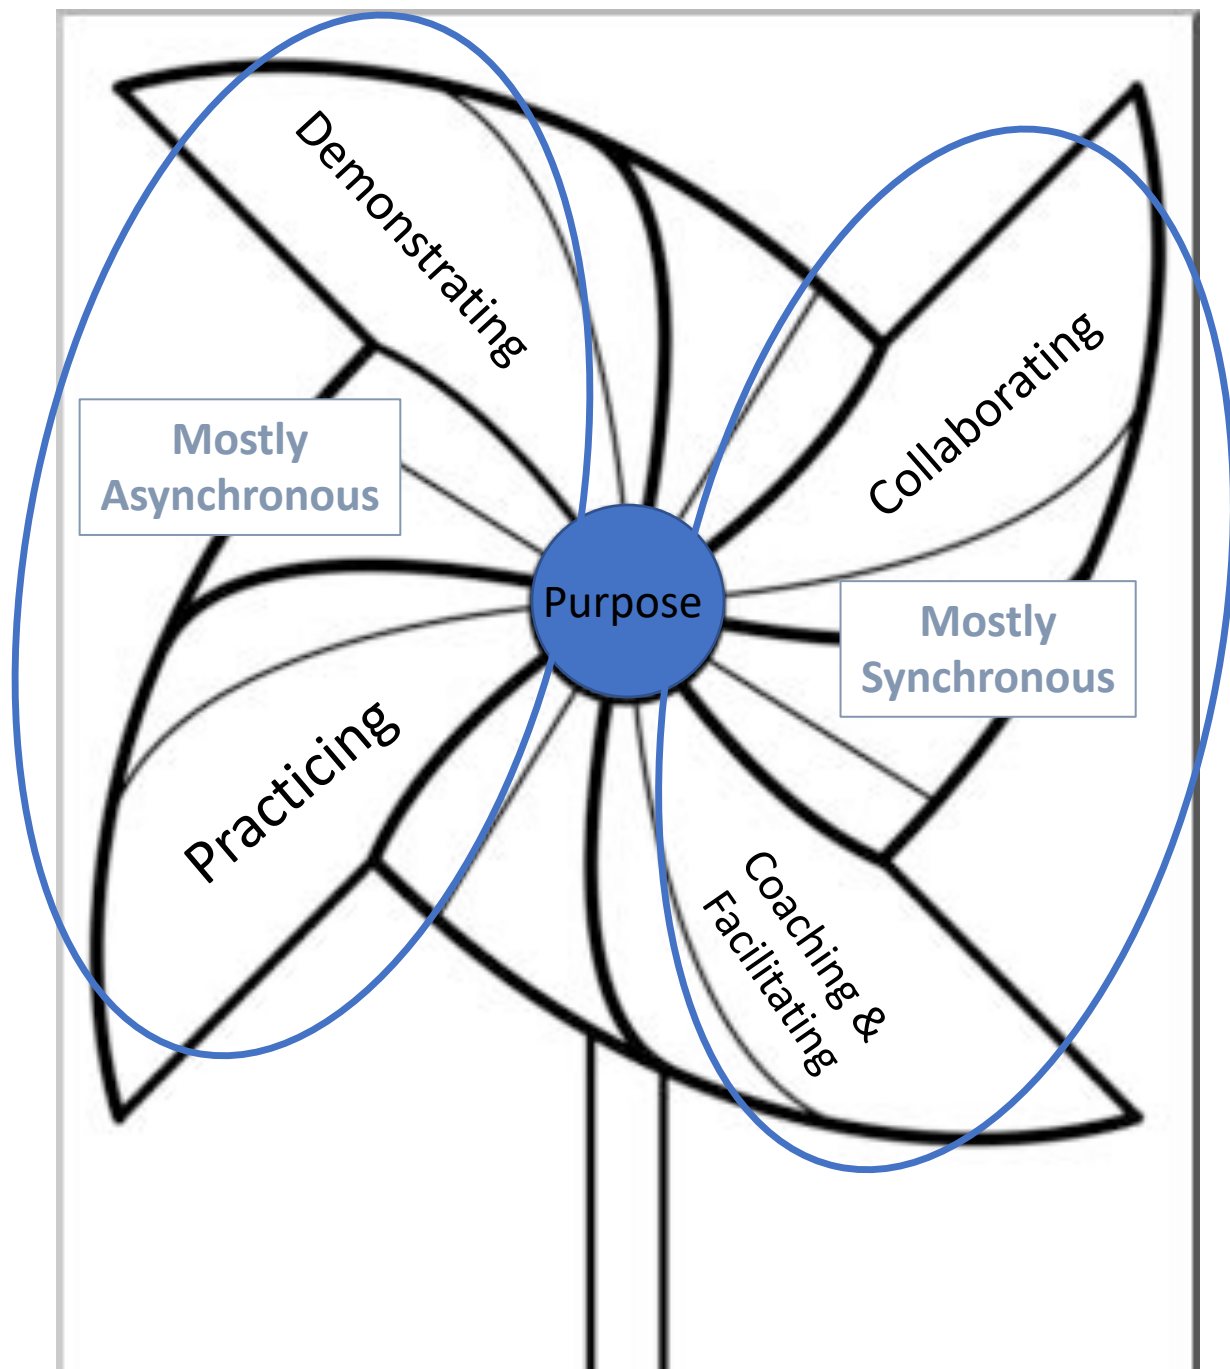 Demonstrating
Collaborating
Mostly
Asynchronous
Purpose
Mostly
Synchronous
Practicing
Coaching &
Facilitating